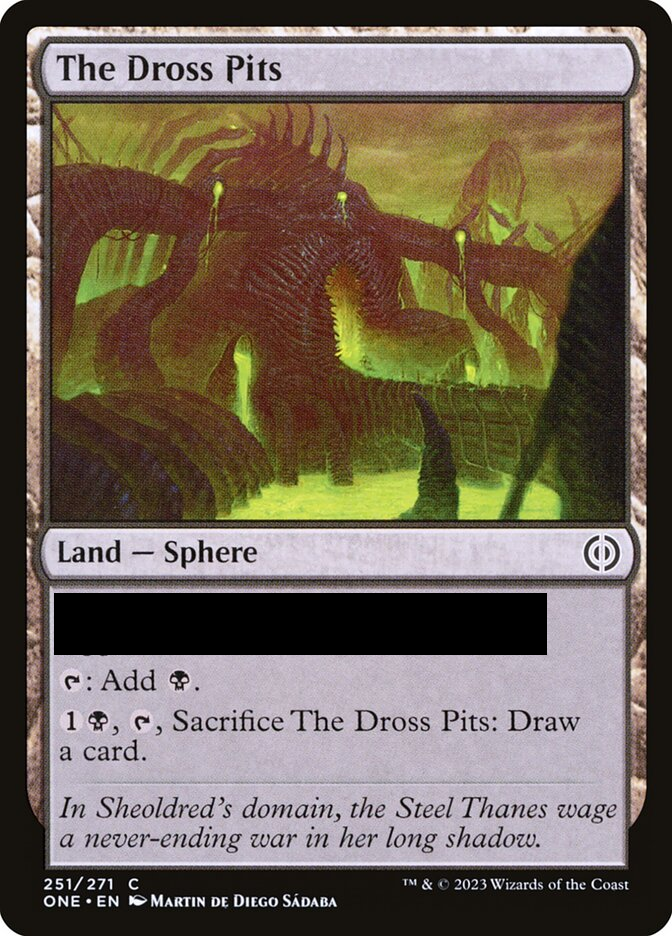 The Dross Pits
Land — Sphere
: Add .
1 , , Sacrifice The Dross Pits: Draw
a card.
In Sheoldred's domain, the Steel Thanes wage
a never-ending war in her long shadow.
251/271 C
ONE • EN Martin de Diego Sádaba
™ & © 2023 Wizards of the Coast